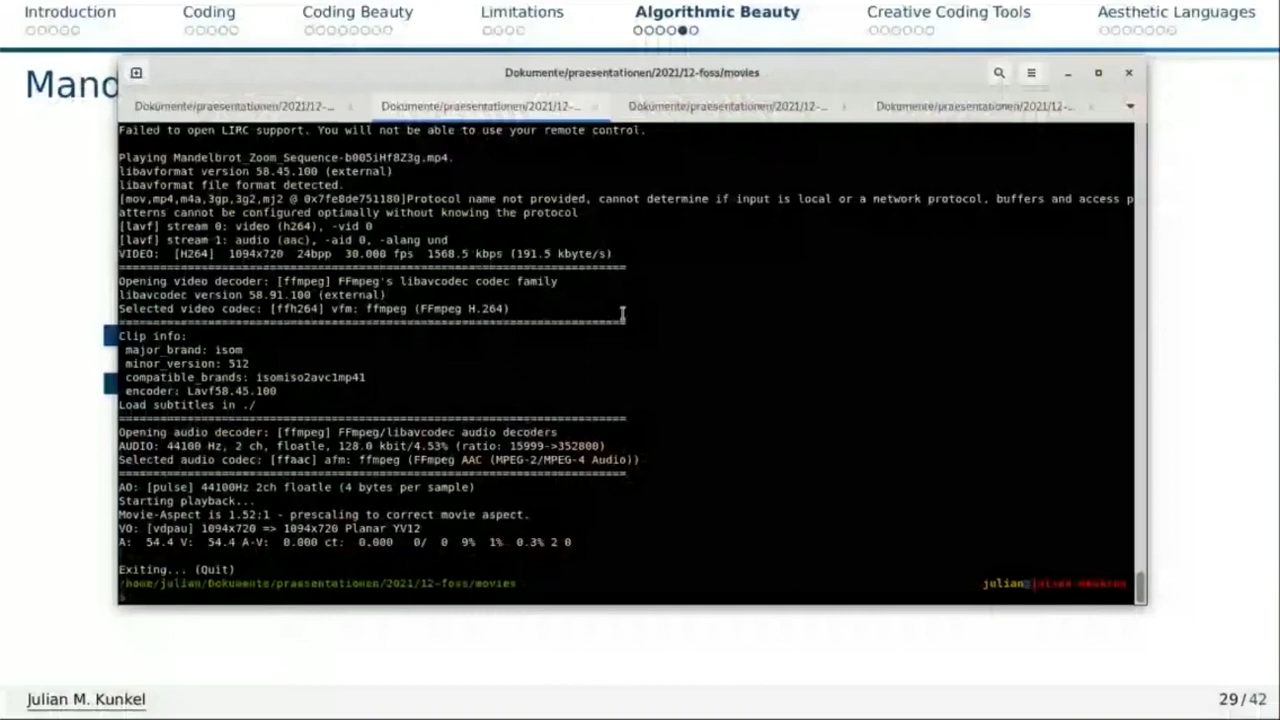 Introduction
Coding
Coding Beauty
Limitations
Algorithmic Beauty
Creative Coding Tools
Aesthetic Languages
Mand
Dokumente/praesentationen/2021/12-foss/movies
Dokumente/praesentationen/2021/12-...
Dokumente/praesentationen/2021/12-...
Dokumente/praesentationen/2021/12-...
Dokumente/praesentationen/2021/12-...
Failed to open LIRC support. You will not be able to use your remote control.
Playing Mandelbrot_Zoom_Sequence-b005iHf8Z3g.mp4.
libavformat version 58.45.100 (external)
libavformat file format detected.
[mov,mp4,m4a,3gp,3g2,mj2 @ 0x7fe8de751180]Protocol name not provided, cannot determine if input is local or a network protocol, buffers and access p
atterns cannot be configured optimally without knowing the protocol
[lavf] stream 0: video (h264), -vid 0
[lavf] stream 1: audio (aac), -aid 0, -alang und
VIDEO:  [H264]  1094x720  24bpp  30.000 fps  1568.5 kbps (191.5 kbyte/s)
==========================================================================
Opening video decoder: [ffmpeg] FFmpeg's libavcodec codec family
libavcodec version 58.91.100 (external)
Selected video codec: [ffh264] vfm: ffmpeg (FFmpeg H.264)
==========================================================================
Clip info:
major_brand: isom
minor_version: 512
compatible_brands: isomiso2avc1mp41
encoder: Lavf58.45.100
Load subtitles in ./
==========================================================================
Opening audio decoder: [ffmpeg] FFmpeg/libavcodec audio decoders
AUDIO: 44100 Hz, 2 ch, floatle, 128.0 kbit/4.53% (ratio: 15999->352800)
Selected audio codec: [ffaac] afm: ffmpeg (FFmpeg AAC (MPEG-2/MPEG-4 Audio))
==========================================================================
AO: [pulse] 44100Hz 2ch floatle (4 bytes per sample)
Starting playback...
Movie-Aspect is 1.52:1 - prescaling to correct movie aspect.
VO: [vdpau] 1094x720 => 1094x720 Planar YV12
A:  54.4 V:  54.4 A-V:  0.000 ct:  0.000   0/  0  9%  1%  0.3% 2 0
Exiting... (Quit)
/home/julian/Dokumente/praesentationen/2021/12-foss/movies
julian
Julian M. Kunkel
29/42